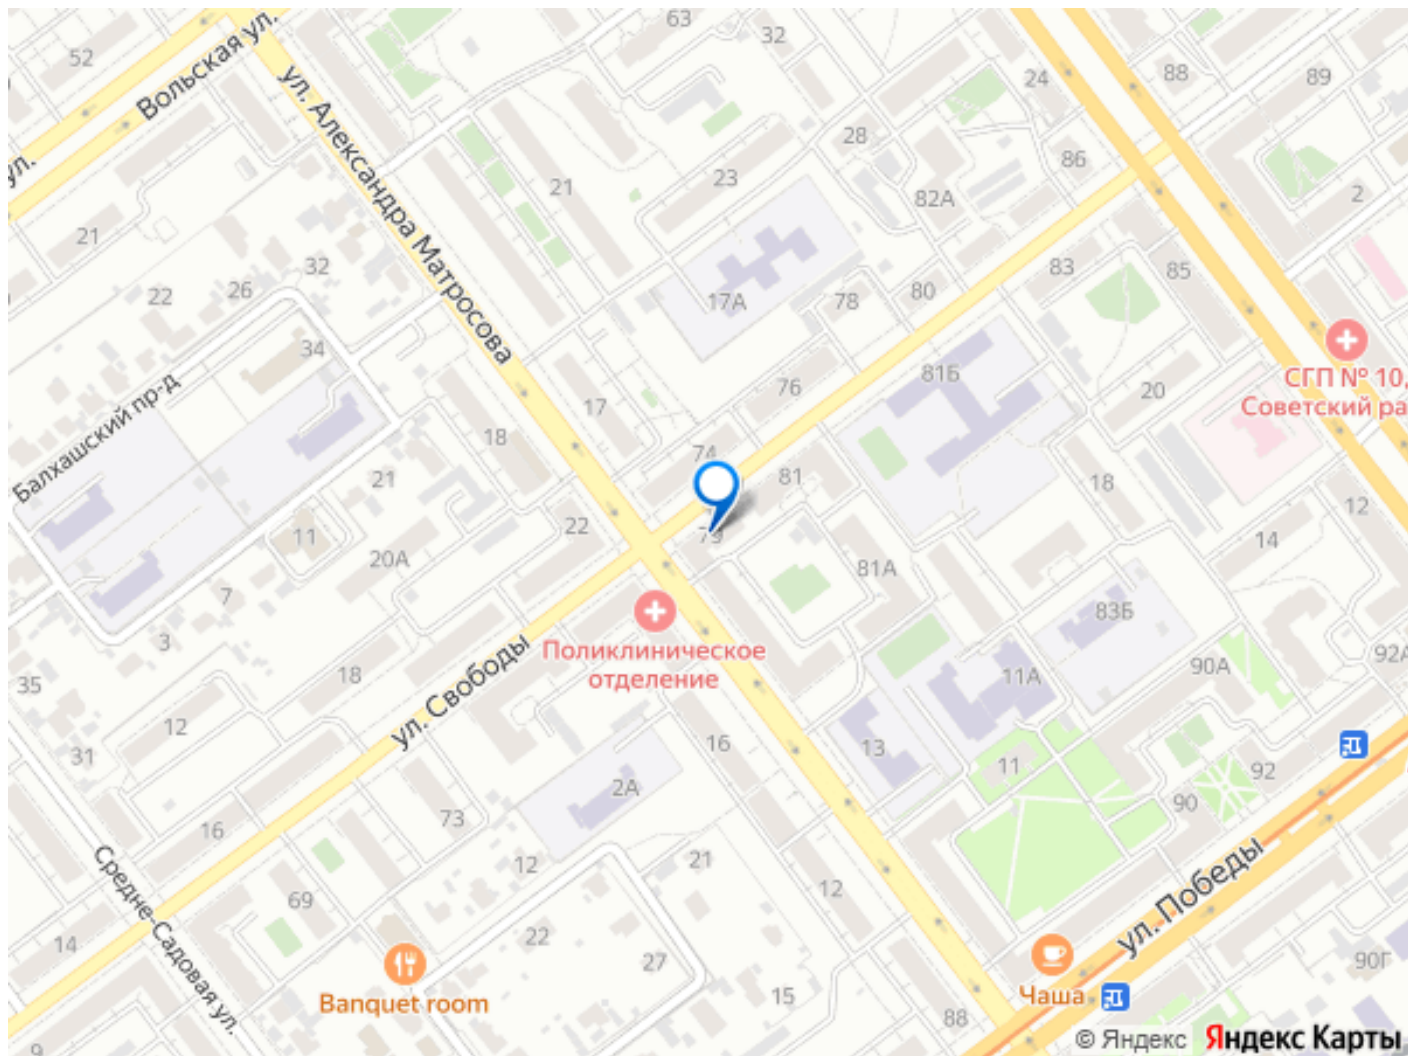 63
32
52
Вольская ул.
ул. Александра Матросова
24
88
89
28
86
ул.
21
23
82А
2
21
32
26
22
17А
78
80
83
85
34
81Б
76
СГП № 10,
Советский ра
20
Балхашский пр-д
17
18
74
21
81
18
12
11
22
79
14
20А
81А
7
83Б
3
Поликлиническое
отделение
90А
92А
35
18
ул. Свободы
11А
12
31
16
13
11
2А
92
90
73
16
Средне-Садовая ул.
12
21
12
69
ул. Победы
14
22
27
15
90Г
Banquet room
Чаша
88
9
© Яндекс Яндекс Карты